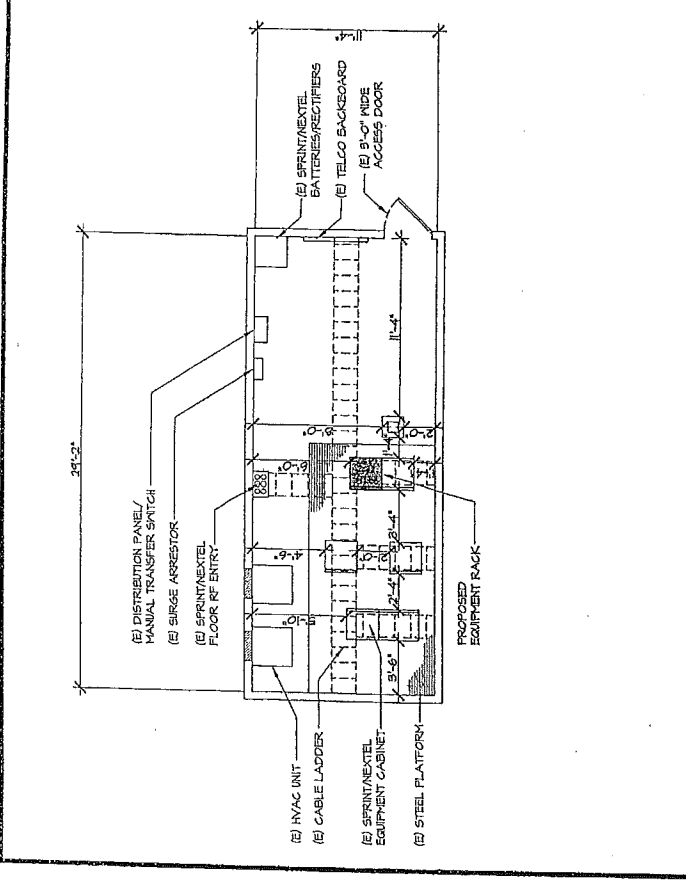 29'-2"
11'-4"
(E) DISTRIBUTION PANEL/
MANUAL TRANSFER SWITCH
(E) SURGE ARRESTOR
(E) SPRINT/NEXTEL
FLOOR RF ENTRY
(E) SPRINT/NEXTEL
BATTERIES/RECTIFIERS
(E) TELCO BACKBOARD
(E) 3'-0" WIDE
ACCESS DOOR
(E) HVAC UNIT
(E) CABLE LADDER
(E) SPRINT/NEXTEL
EQUIPMENT CABINET
(E) STEEL PLATFORM
PROPOSED
EQUIPMENT RACK
5'-10"
4'-6"
6'-0"
8'-0"
2'-0"
3'-6"
2'-4"
3'-4"
11'-4"
2'-0"